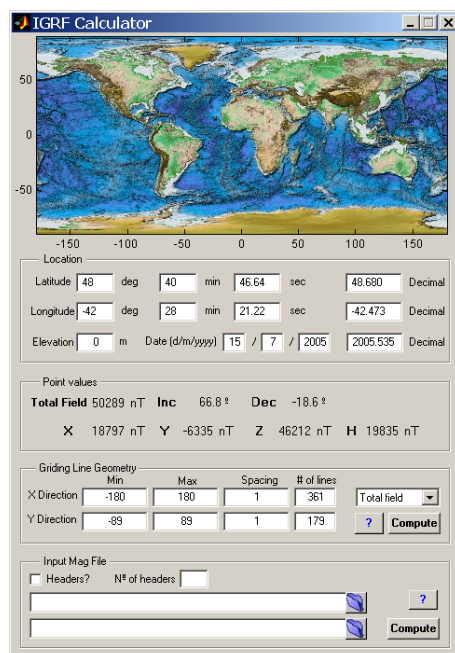 IGRF Calculator
50
0
-50
-150 -100 -50 0 50 100 150
Location
Latitude 48 deg 40 min 46.64 sec 48.680 Decimal
Longitude -42 deg 28 min 21.22 sec -42.473 Decimal
Elevation 0 m Date (d/m/yyyy) 15 / 7 / 2005 2005.535 Decimal
Point values
Total Field 50289 nT Inc 66.8 º Dec -18.6 º
X 18797 nT Y -6335 nT Z 46212 nT H 19835 nT
Griding Line Geometry
Min Max Spacing # of lines
X Direction -180 180 1 361 Total field
Y Direction -89 89 1 179 ? Compute
Input Mag File
Headers? Nº of headers
?
Compute